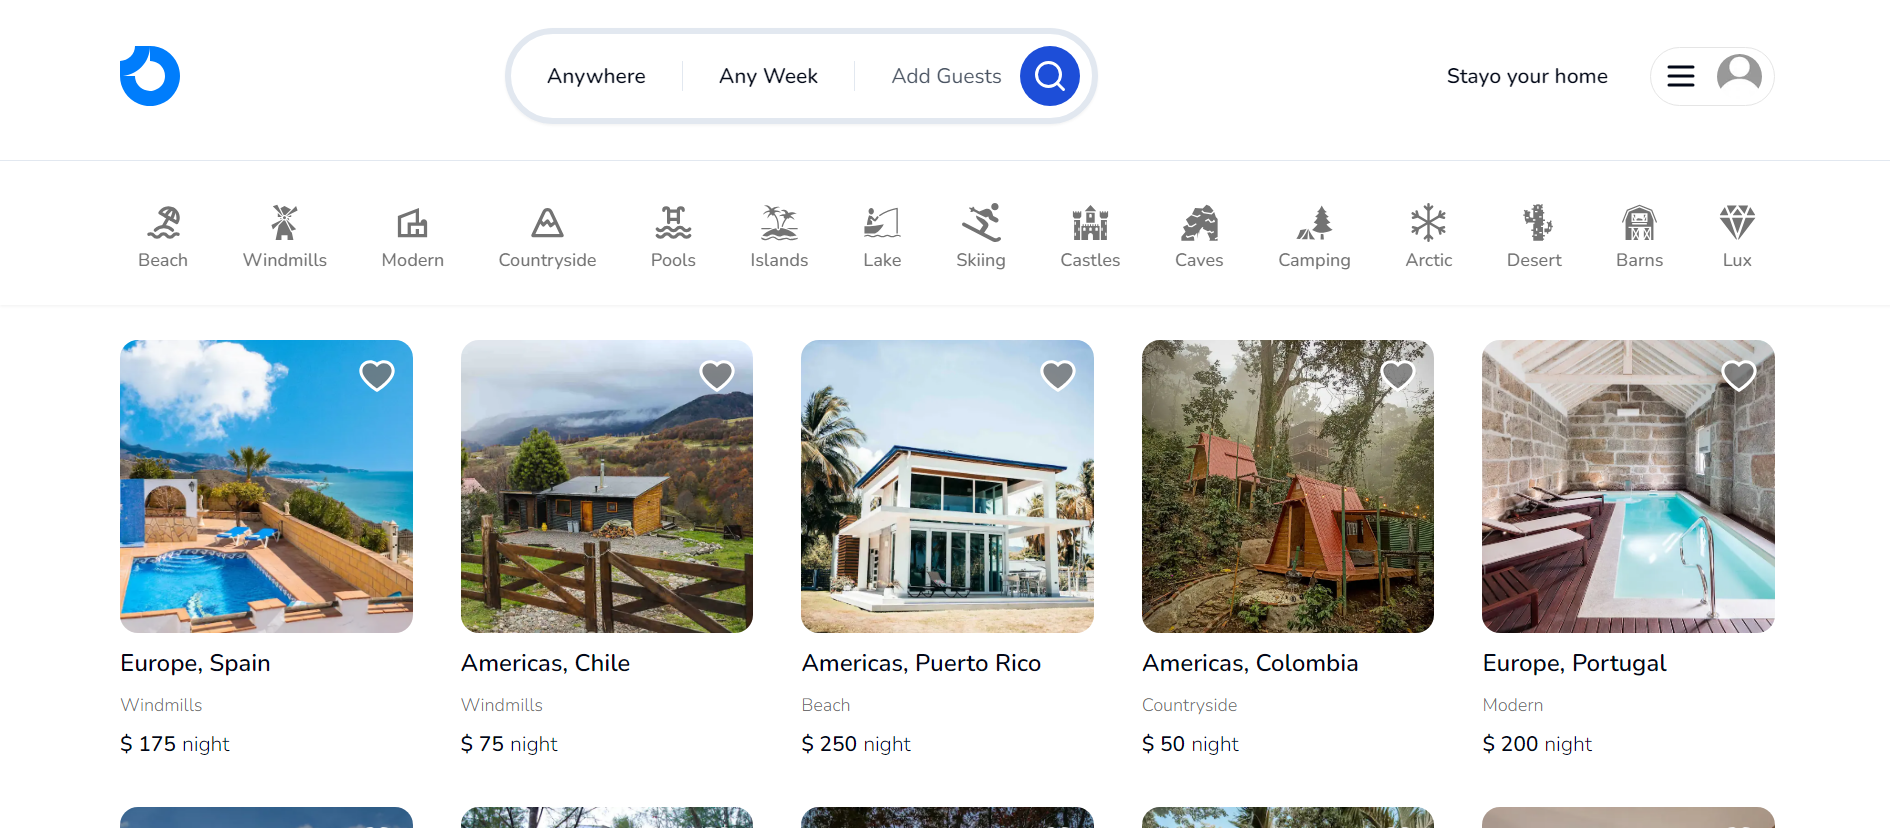 Anywhere
Any Week
Add Guests
Stayo your home
Beach
Windmills
Modern
Countryside
Pools
Islands
Lake
Skiing
Castles
Caves
Camping
Arctic
Desert
Barns
Lux
Europe, Spain
Windmills
$ 175 night
Americas, Chile
Windmills
$ 75 night
Americas, Puerto Rico
Beach
$ 250 night
Americas, Colombia
Countryside
$ 50 night
Europe, Portugal
Modern
$ 200 night